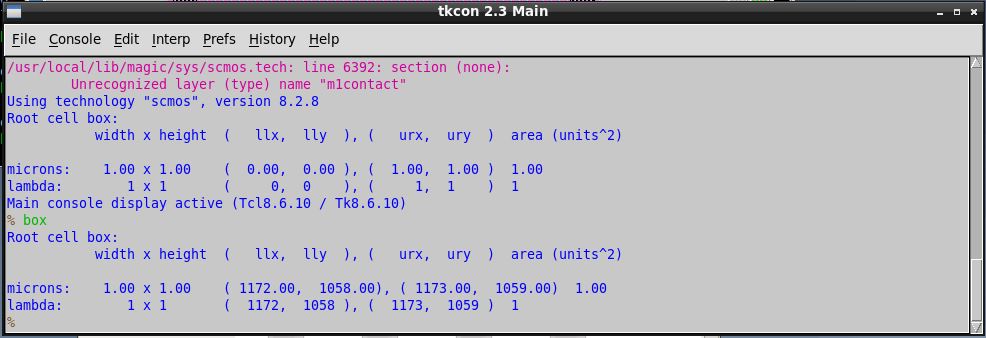 tkcon 2.3 Main
File Console Edit Interp Prefs History Help
/usr/local/lib/magic/sys/scmos.tech: line 6392: section (none):
        Unrecognized layer (type) name "m1contact"
Using technology "scmos", version 8.2.8
Root cell box:
           width x height  (   llx,  lly  ), (   urx,  ury  )  area (units^2)
microns:    1.00 x 1.00    (  0.00,  0.00 ), (  1.00,  1.00 )  1.00
lambda:        1 x 1       (     0,  0    ), (     1,  1    )  1
Main console display active (Tcl8.6.10 / Tk8.6.10)
% box
Root cell box:
           width x height  (   llx,  lly  ), (   urx,  ury  )  area (units^2)
microns:    1.00 x 1.00    ( 1172.00,  1058.00), ( 1173.00,  1059.00)  1.00
lambda:        1 x 1       (  1172,  1058 ), (  1173,  1059 )  1
%